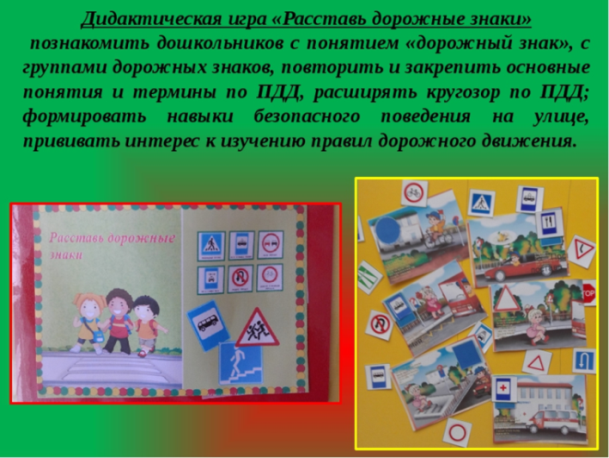 Дидактическая игра «Расставь дорожные знаки»
познакомить дошкольников с понятием «дорожный знак», с
группами дорожных знаков, повторить и закрепить основные
понятия и термины по ПДД, расширять кругозор по ПДД;
формировать навыки безопасного поведения на улице,
прививать интерес к изучению правил дорожного движения.
Расставь дорожные
знаки